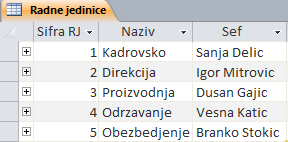 Radne jedinice
Sifra RJ Naziv Sef
1 Kadrovsko Sanja Delic
2 Direkcija Igor Mitrovic
3 Proizvodnja Dusan Gajic
4 Odrzavanje Vesna Katic
5 Obezbedjenje Branko Stokic